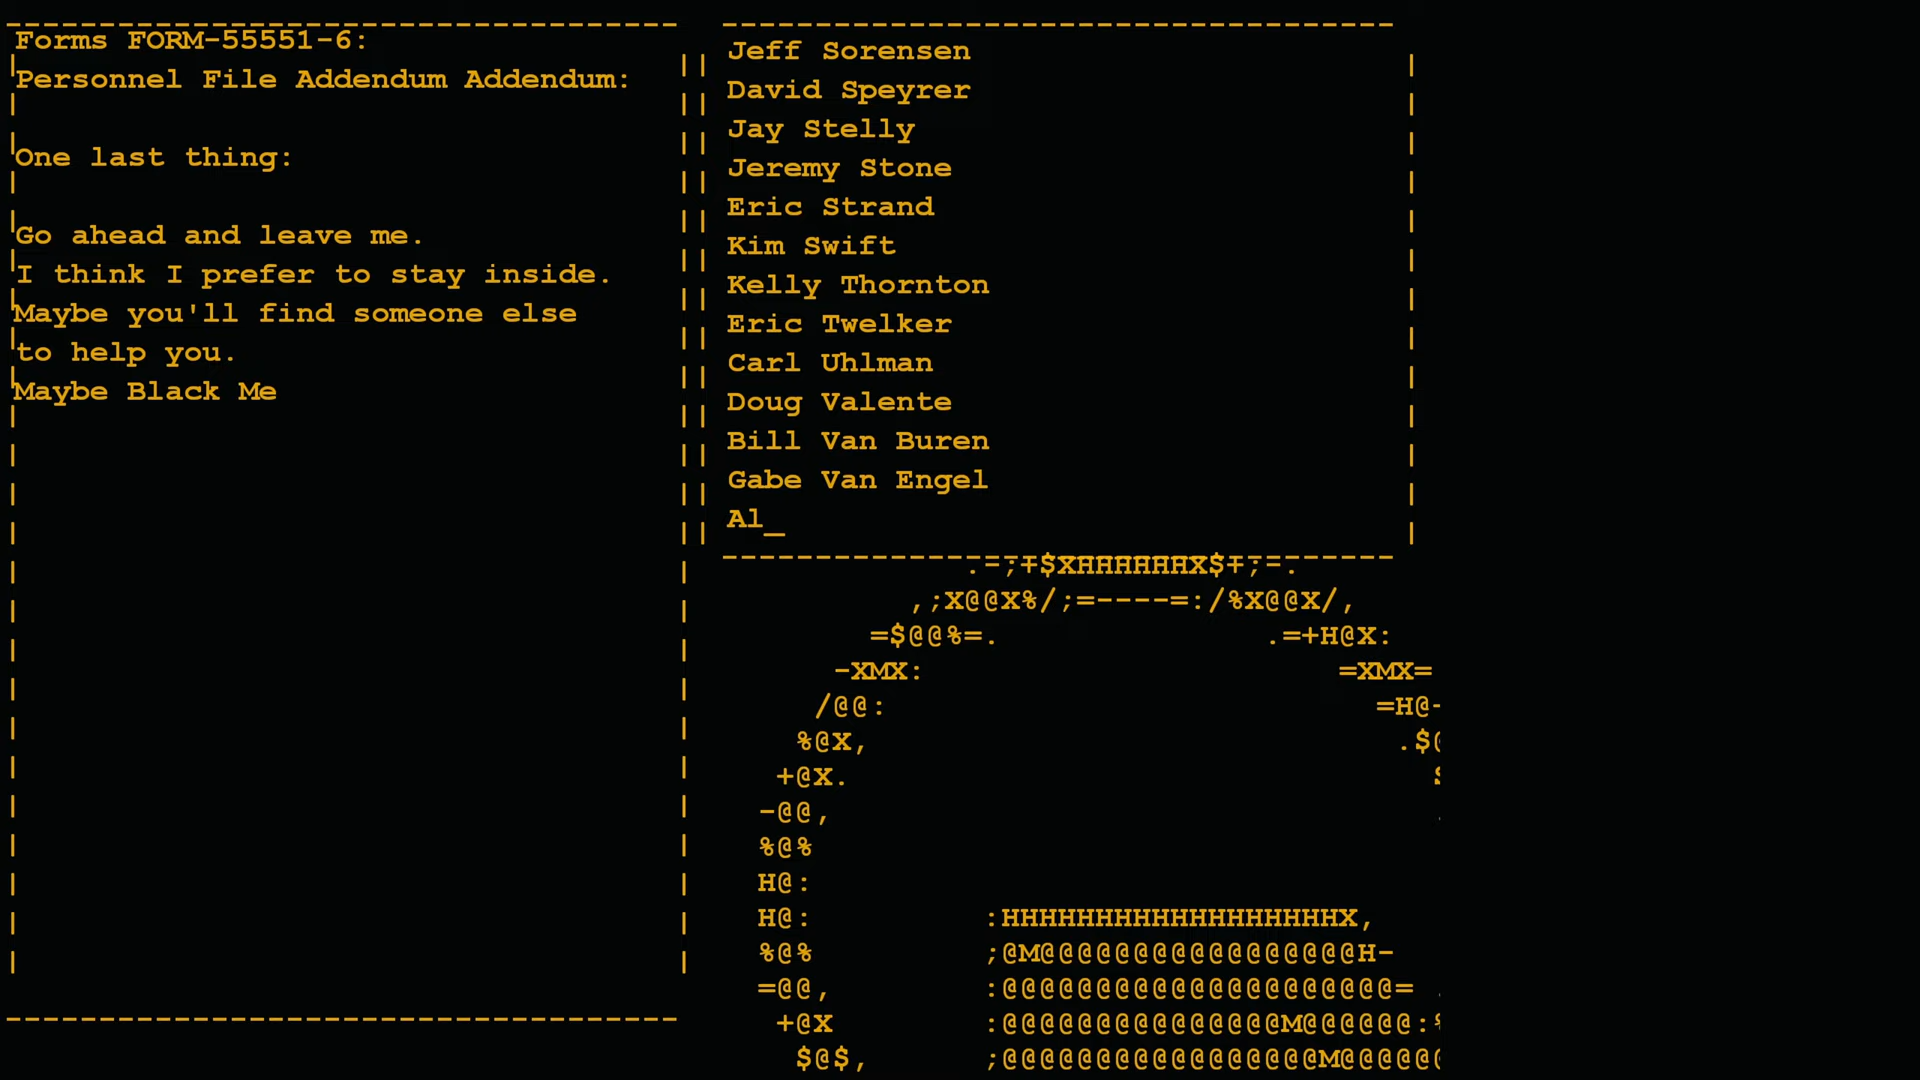 Forms FORM-55551-6:
Personnel File Addendum Addendum:
One last thing:
Go ahead and leave me.
I think I prefer to stay inside.
Maybe you'll find someone else
to help you.
Maybe Black Me
Jeff Sorensen
David Speyrer
Jay Stelly
Jeremy Stone
Eric Strand
Kim Swift
Kelly Thornton
Eric Twelker
Carl Uhlman
Doug Valente
Bill Van Buren
Gabe Van Engel
Al_